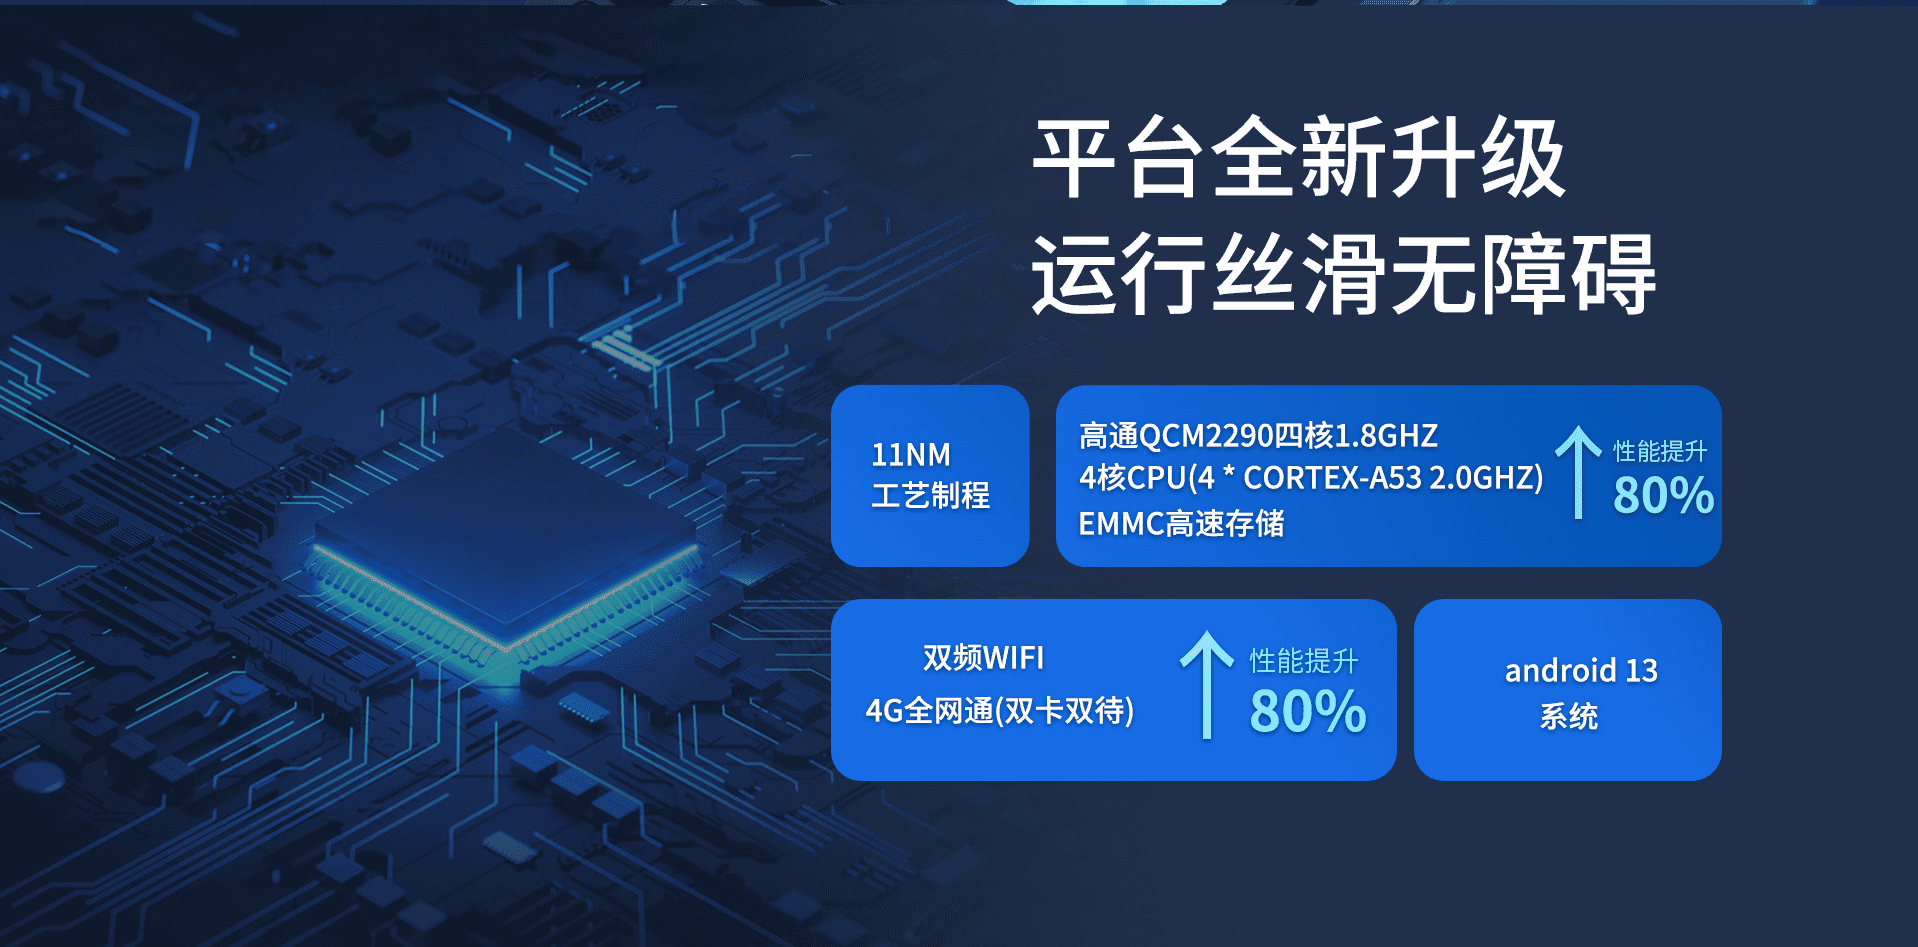 平台全新升级
运行丝滑无障碍
11NM
工艺制程
高通QCM2290四核1.8GHZ
4核CPU(4 * CORTEX-A53 2.0GHZ)
EMMC高速存储
性能提升
80%
双频WIFI
4G全网通(双卡双待)
性能提升
80%
android 13
系统